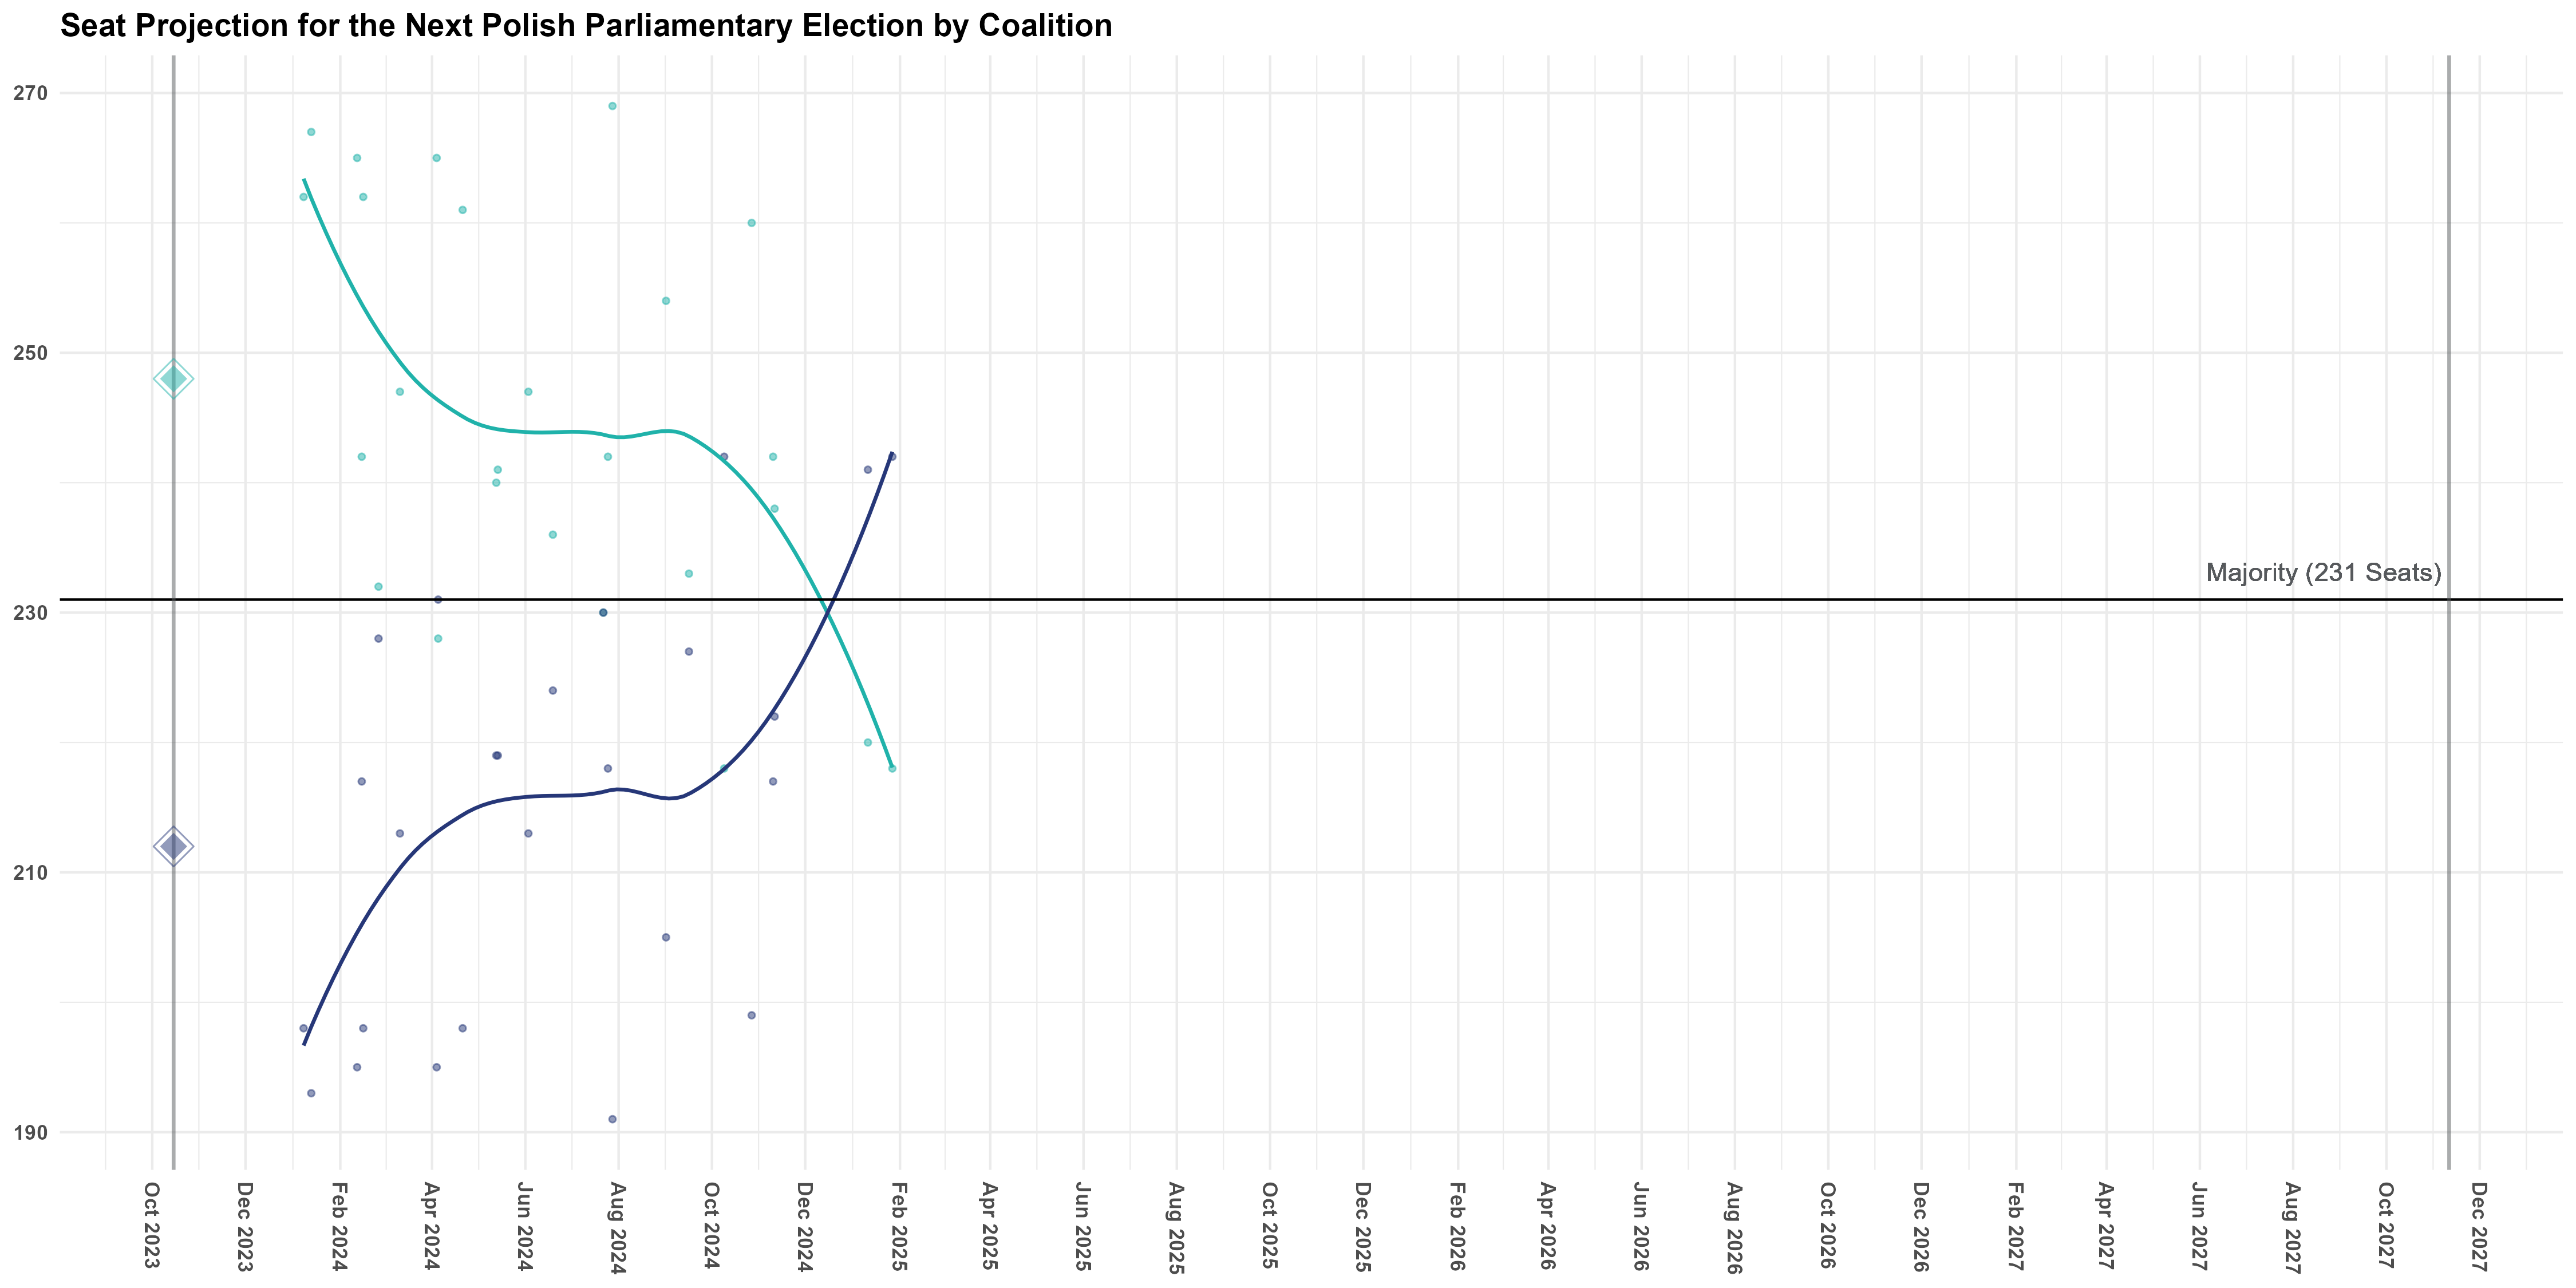 Seat Projection for the Next Polish Parliamentary Election by Coalition
270
250
230
210
190
Majority (231 Seats)
Oct 2023
Dec 2023
Feb 2024
Apr 2024
Jun 2024
Aug 2024
Oct 2024
Dec 2024
Feb 2025
Apr 2025
Jun 2025
Aug 2025
Oct 2025
Dec 2025
Feb 2026
Apr 2026
Jun 2026
Aug 2026
Oct 2026
Dec 2026
Feb 2027
Apr 2027
Jun 2027
Aug 2027
Oct 2027
Dec 2027